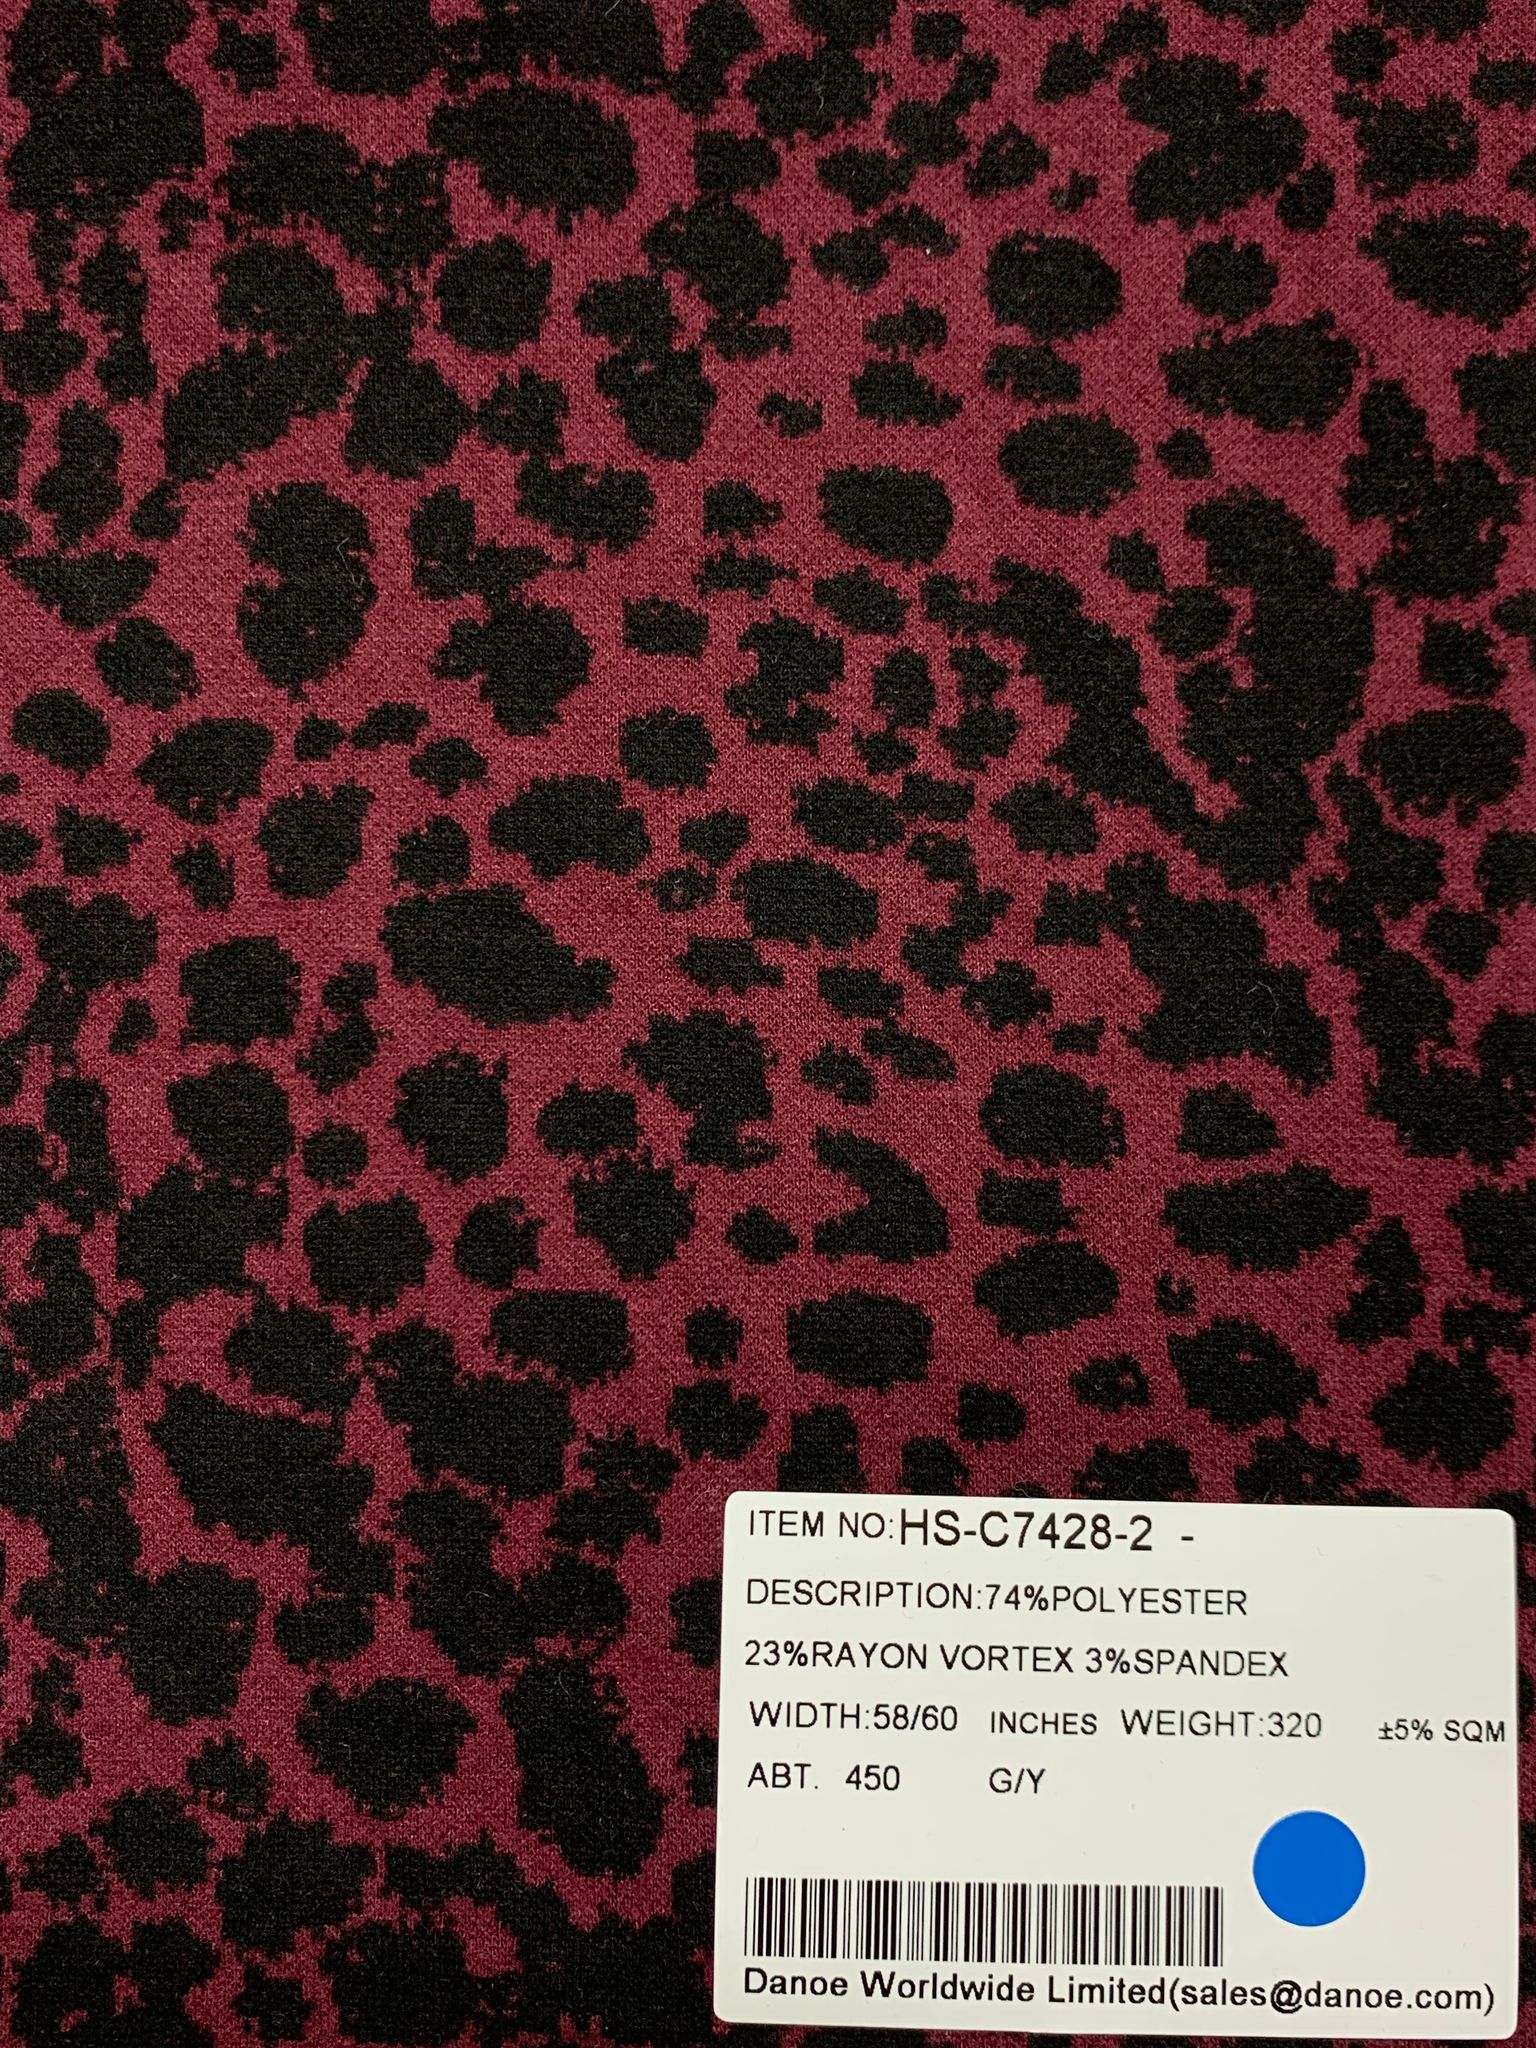 ITEM NO:HS-C7428-2 -
DESCRIPTION:74%POLYESTER
23%RAYON VORTEX 3%SPANDEX
WIDTH:58/60 INCHES WEIGHT:320 ±5% SQM
ABT. 450 G/Y
Danoe Worldwide Limited(sales@danoe.com)